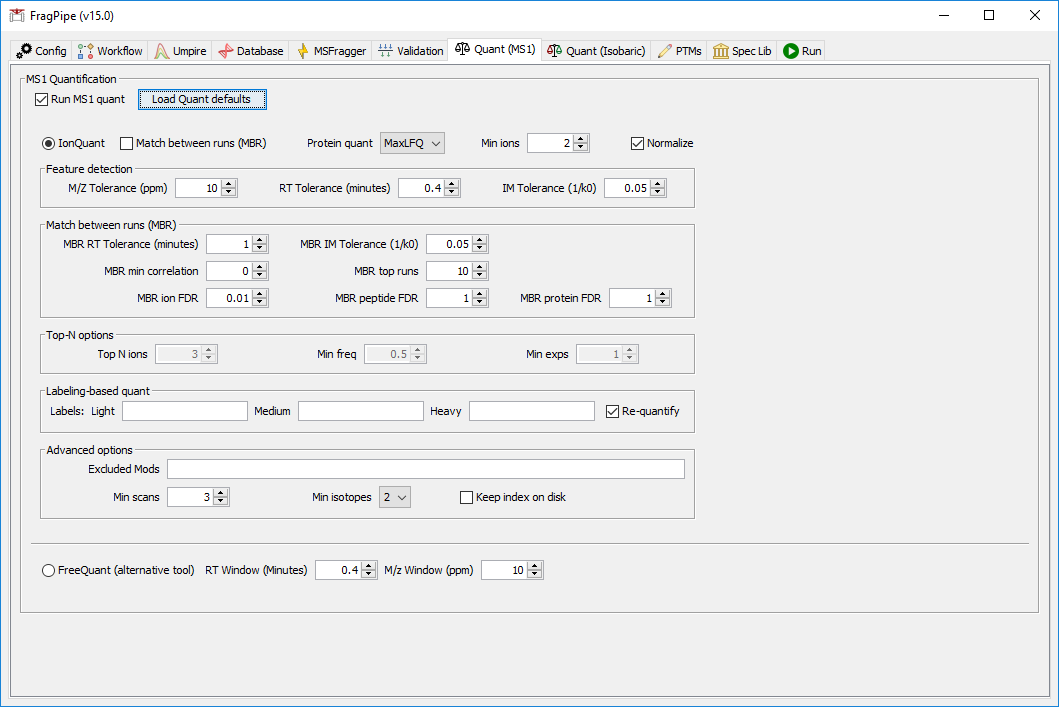 FragPipe (v15.0)
Config Workflow Umpire Database MSFragger Validation Quant (MS1) Quant (Isobaric) PTMs Spec Lib Run
MS1 Quantification
Run MS1 quant Load Quant defaults
IonQuant Match between runs (MBR) Protein quant MaxLFQ Min ions 2 Normalize
Feature detection
M/Z Tolerance (ppm) 10 RT Tolerance (minutes) 0.4 IM Tolerance (1/k0) 0.05
Match between runs (MBR)
MBR RT Tolerance (minutes) 1 MBR IM Tolerance (1/k0) 0.05
MBR min correlation 0 MBR top runs 10
MBR ion FDR 0.01 MBR peptide FDR 1 MBR protein FDR 1
Top-N options
Top N ions 3 Min freq 0.5 Min exps 1
Labeling-based quant
Labels: Light Medium Heavy Re-quantify
Advanced options
Excluded Mods
Min scans 3 Min isotopes 2 Keep index on disk
FreeQuant (alternative tool) RT Window (Minutes) 0.4 M/z Window (ppm) 10